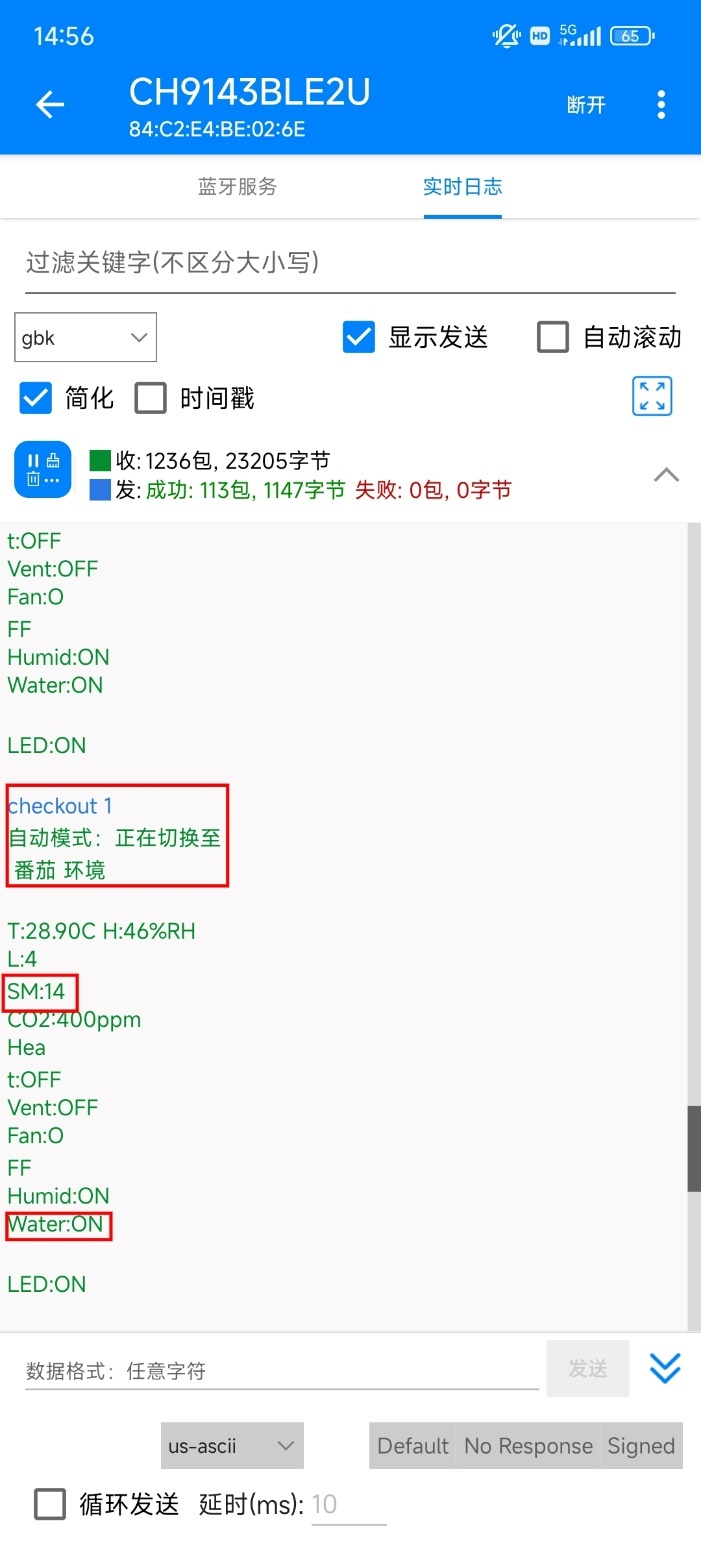 14:56
HD 5G 65
CH9143BLE2U
84:C2:E4:BE:02:6E
断开
蓝牙服务 实时日志
过滤关键字(不区分大小写)
gbk 显示发送 自动滚动
简化 时间戳
收: 1236包, 23205字节
发: 成功: 113包, 1147字节 失败: 0包, 0字节
t:OFF
Vent:OFF
Fan:O
FF
Humid:ON
Water:ON
LED:ON
checkout 1
自动模式：正在切换至
番茄 环境
T:28.90C H:46%RH
L:4
SM:14
CO2:400ppm
Hea
t:OFF
Vent:OFF
Fan:O
FF
Humid:ON
Water:ON
LED:ON
数据格式：任意字符 发送
us-ascii Default No Response Signed
循环发送 延时(ms): 10